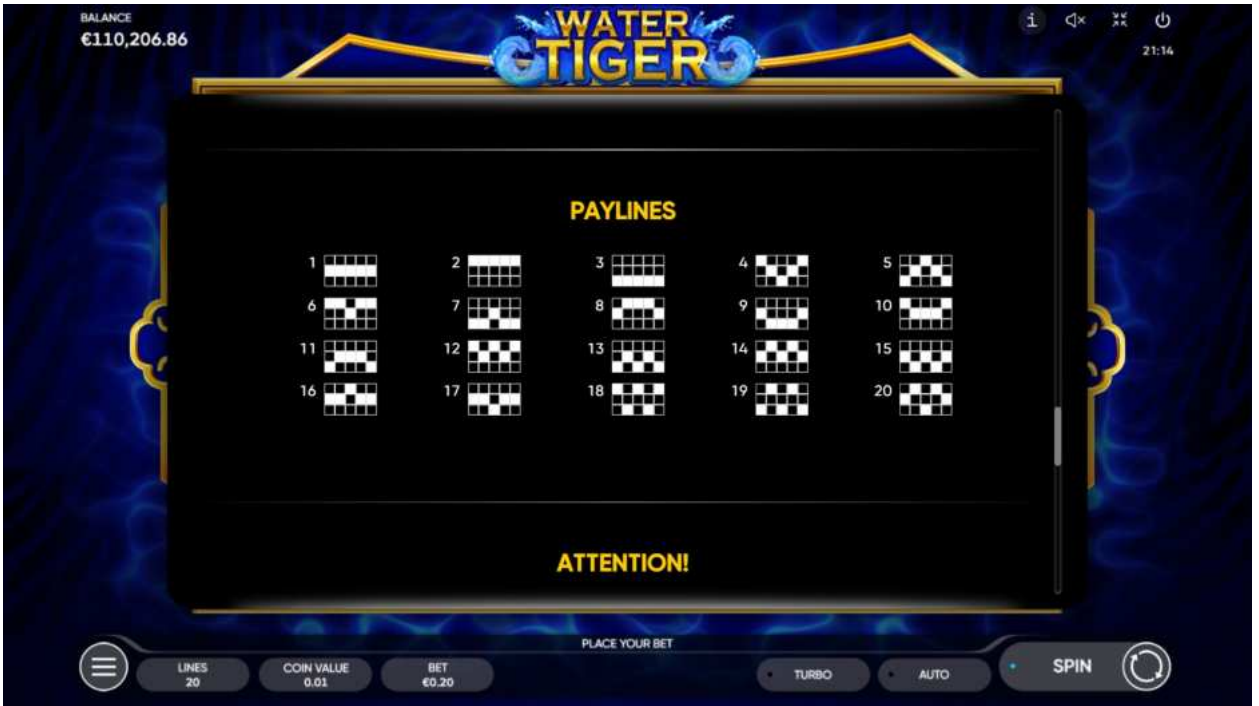 BALANCE
€110,206.86
WATER
TIGER
i
21:14
PAYLINES
1 2 3 4 5
6 7 8 9 10
11 12 13 14 15
16 17 18 19 20
ATTENTION!
PLACE YOUR BET
LINES
20
COIN VALUE
0.01
BET
€0.20
TURBO
AUTO
SPIN